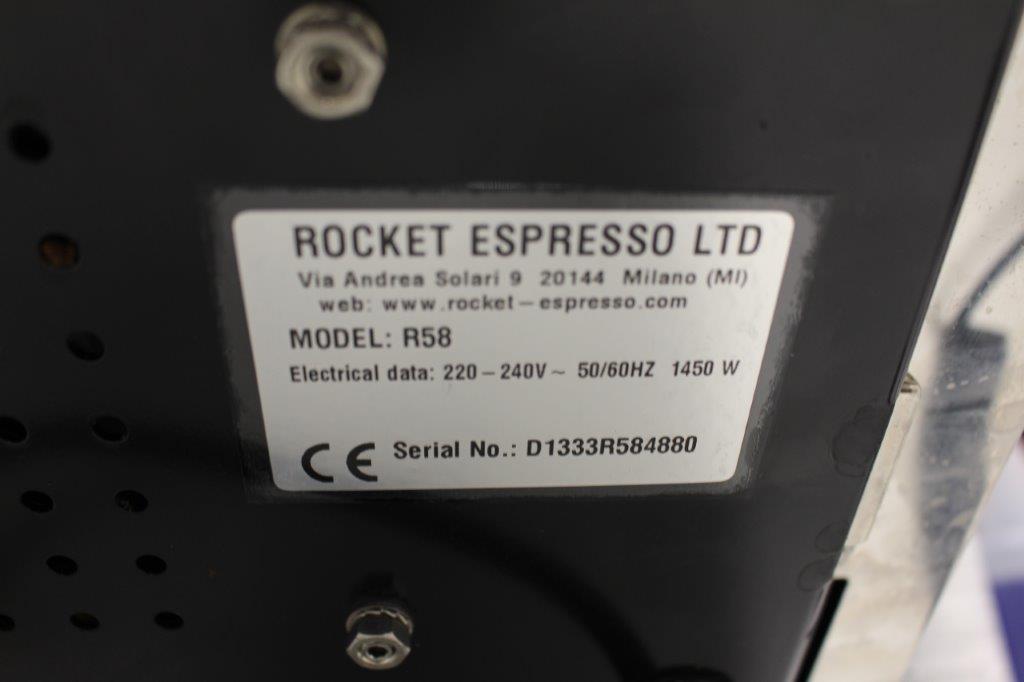 ROCKET ESPRESSO LTD
Via Andrea Solari 9 20144 Milano (MI)
web: www.rocket-espresso.com
MODEL: R58
Electrical data: 220-240V~ 50/60HZ 1450 W
CE Serial No.: D1333R584880